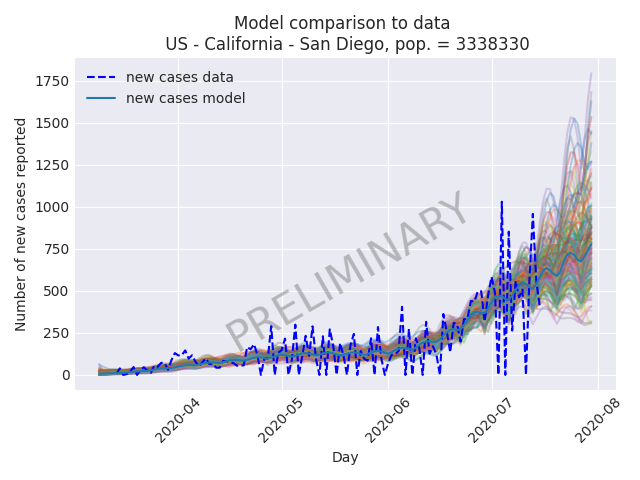 Model comparison to data
US - California - San Diego, pop. = 3338330
new cases data
new cases model
Number of new cases reported
1750
1500
1250
1000
750
500
250
0
PRELIMINARY
2020-04
2020-05
2020-06
2020-07
2020-08
Day